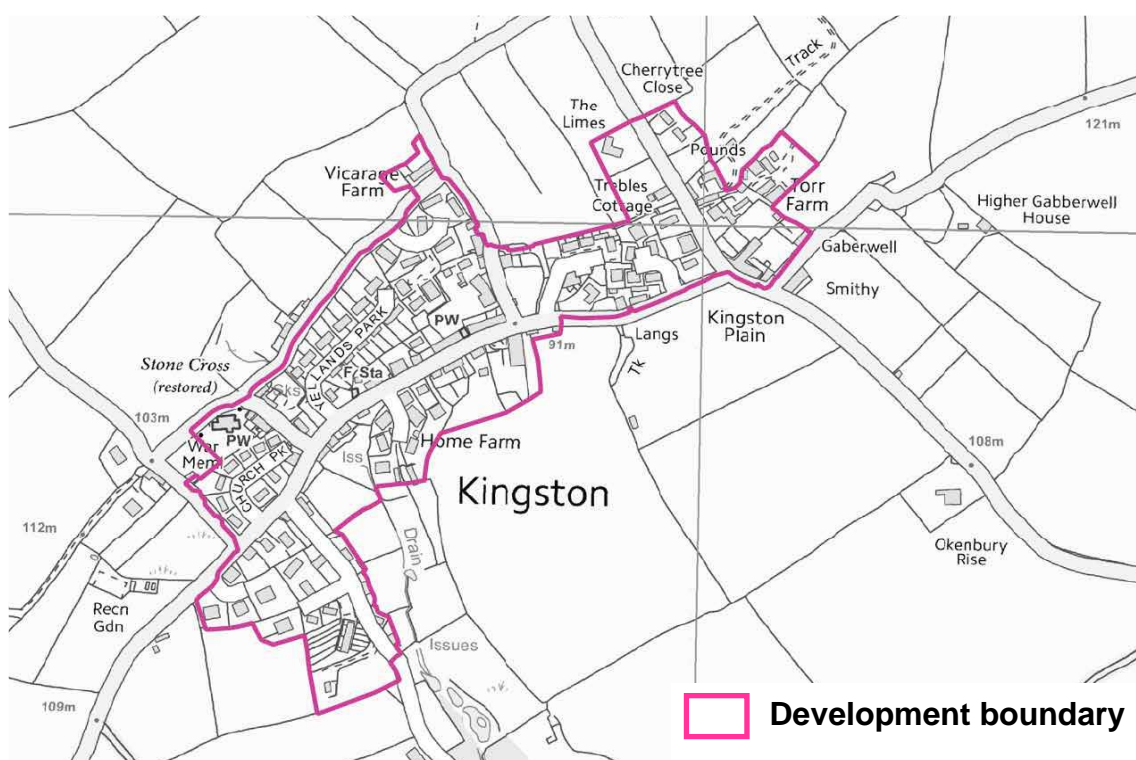 Cherrytree
Close
Track
The
Limes
121m
Pounds
Vicarage
Farm
Trebles
Cottage
Torr
Farm
Higher Gabberwell
House
Gaberwell
Smithy
PW
Langs
Kingston
Plain
91m
Tk
YELLANDS PARK
Stone Cross
(restored)
103m
PW
War
Meml
CHURCH PK
Iss
Home Farm
Kingston
108m
112m
Okenbury
Rise
Drain
Recn
Gdn
Issues
109m
Development boundary